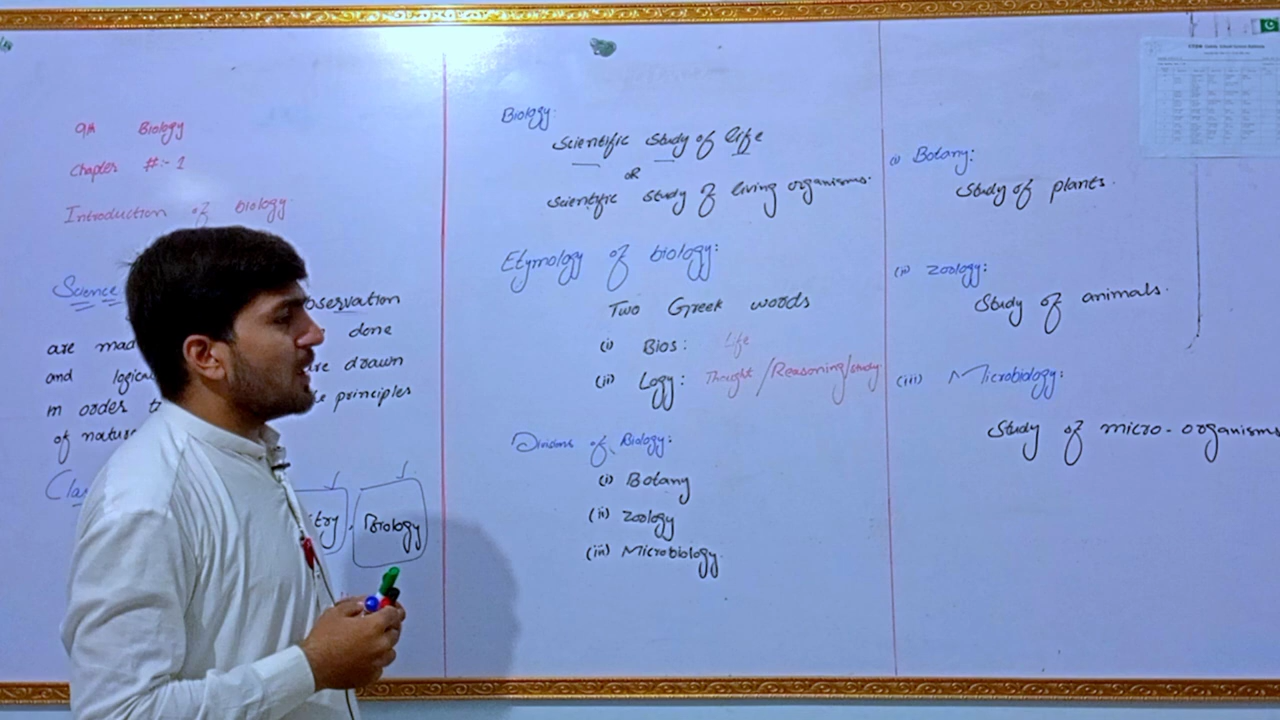 9th Biology
Chapter #:- 1
Introduction of biology:
Science
observation
are
done
and
are drawn
in order
principles
of nature
Biology
Biology:
Scientific Study of life
OR
Scientific Study of living organisms.
Etymology of biology:
Two Greek words
(i) Bios: Life
(ii) Logy: Thought/Reasoning/study
Divisions of Biology:
(i) Botany
(ii) Zoology
(iii) Microbiology.
(i) Botany:
Study of plants.
(ii) Zoology:
Study of animals.
(iii) Microbiology:
Study of micro-organisms